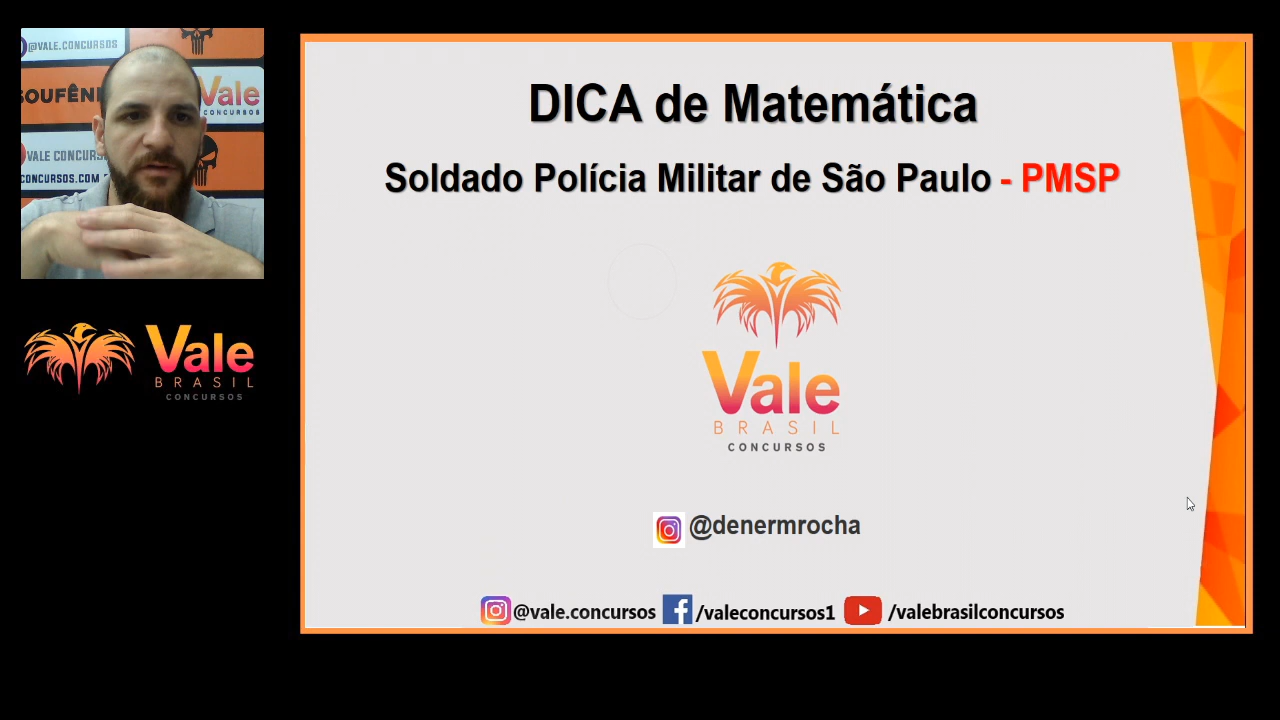 @VALE.CONCURSOS
SOUFÊN
Vale
CONCURSOS
VALE CONCURS
CONCURSOS.COM
Vale
BRASIL
CONCURSOS
DICA de Matemática
Soldado Polícia Militar de São Paulo - PMSP
Vale
BRASIL
CONCURSOS
@denermrocha
@vale.concursos /valeconcursos1 /valebrasilconcursos